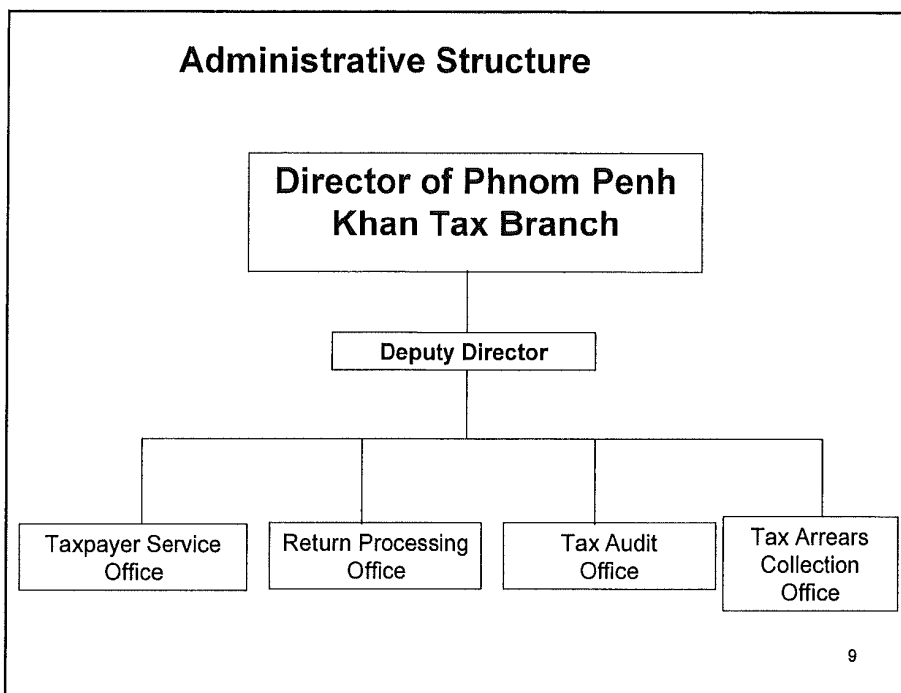 Administrative Structure
Director of Phnom Penh
Khan Tax Branch
Deputy Director
Taxpayer Service
Office
Return Processing
Office
Tax Audit
Office
Tax Arrears
Collection
Office
9